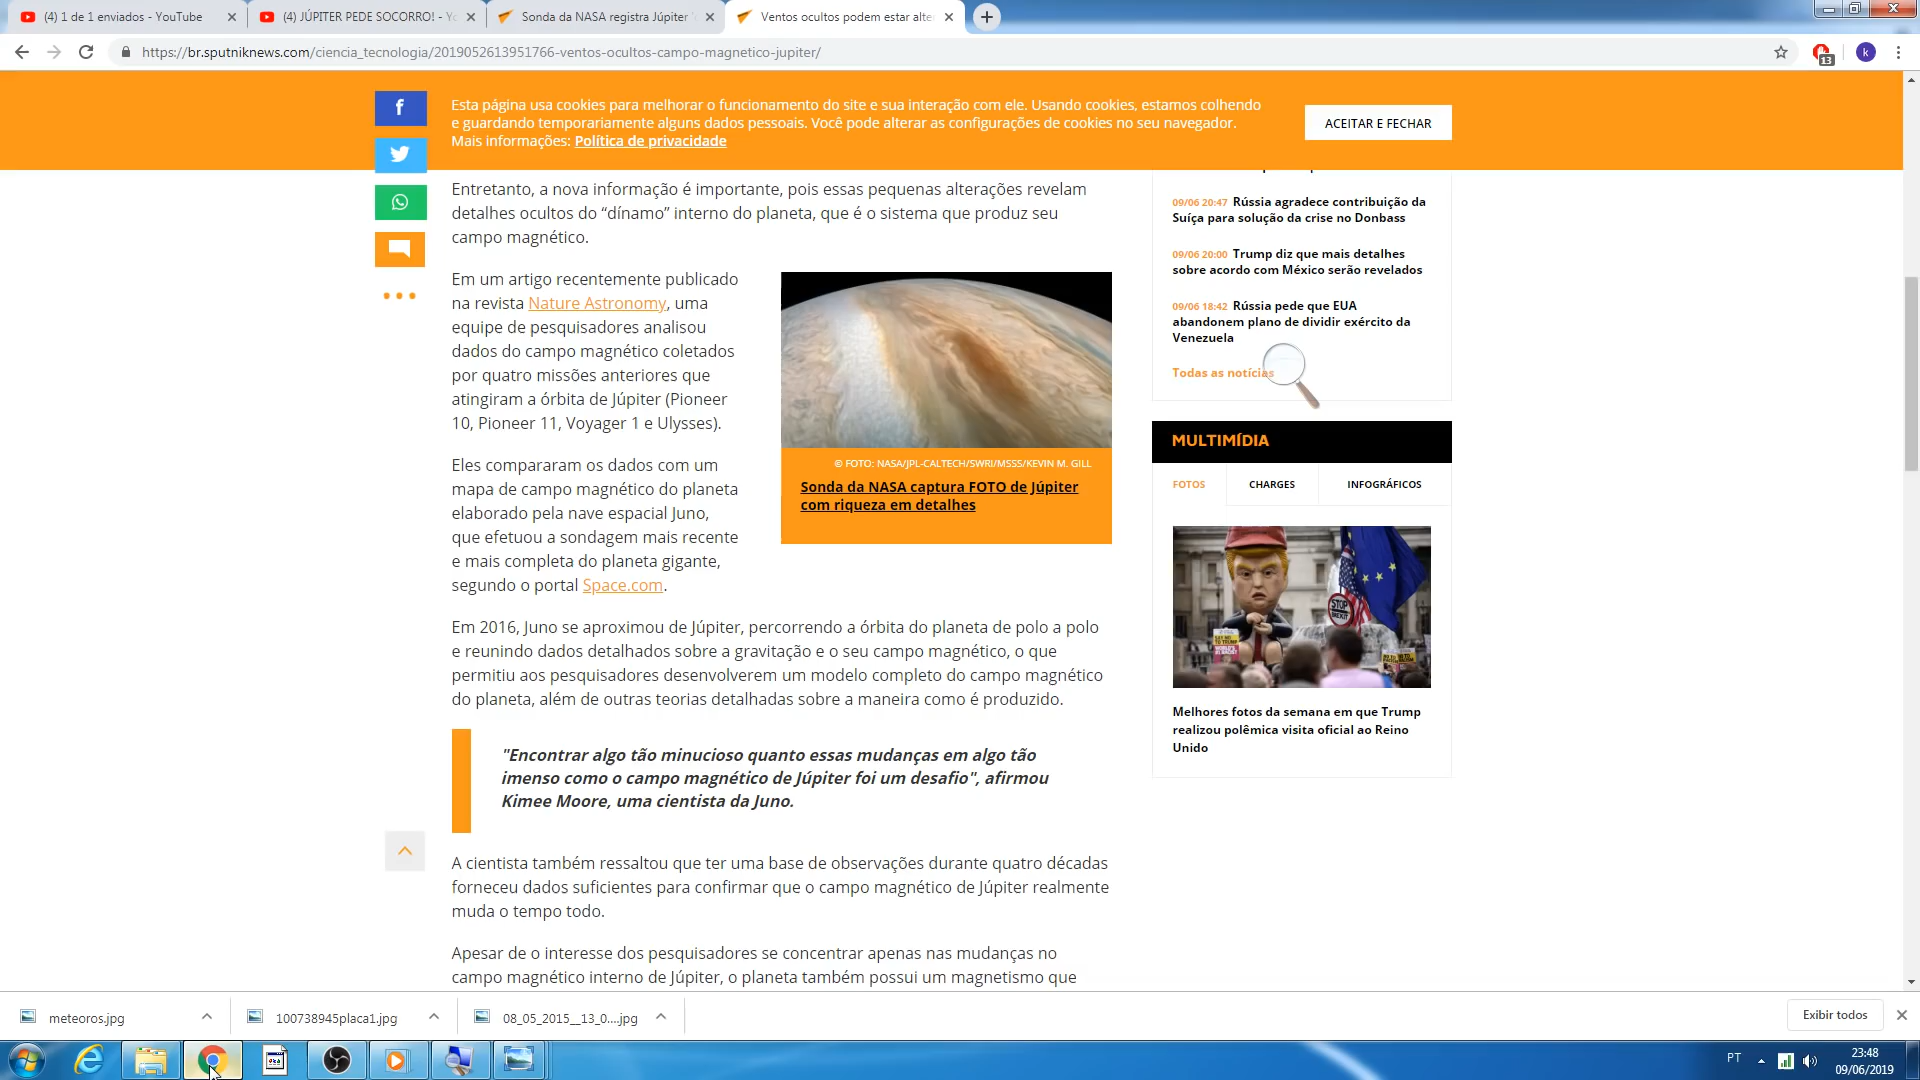 (4) 1 de 1 enviados - YouTube
(4) JÚPITER PEDE SOCORRO! - Yo
Sonda da NASA registra Júpiter
Ventos ocultos podem estar alte
https://br.sputniknews.com/ciencia_tecnologia/2019052613951766-ventos-ocultos-campo-magnetico-jupiter/
13
k
Esta página usa cookies para melhorar o funcionamento do site e sua interação com ele. Usando cookies, estamos colhendo
e guardando temporariamente alguns dados pessoais. Você pode alterar as configurações de cookies no seu navegador.
Mais informações: Política de privacidade
ACEITAR E FECHAR
Entretanto, a nova informação é importante, pois essas pequenas alterações revelam
detalhes ocultos do “dínamo” interno do planeta, que é o sistema que produz seu
campo magnético.
Em um artigo recentemente publicado
na revista Nature Astronomy, uma
equipe de pesquisadores analisou
dados do campo magnético coletados
por quatro missões anteriores que
atingiram a órbita de Júpiter (Pioneer
10, Pioneer 11, Voyager 1 e Ulysses).
© FOTO: NASA/JPL-CALTECH/SWRI/MSSS/KEVIN M. GILL
Sonda da NASA captura FOTO de Júpiter
com riqueza em detalhes
Eles compararam os dados com um
mapa de campo magnético do planeta
elaborado pela nave espacial Juno,
que efetuou a sondagem mais recente
e mais completa do planeta gigante,
segundo o portal Space.com.
Em 2016, Juno se aproximou de Júpiter, percorrendo a órbita do planeta de polo a polo
e reunindo dados detalhados sobre a gravitação e o seu campo magnético, o que
permitiu aos pesquisadores desenvolverem um modelo completo do campo magnético
do planeta, além de outras teorias detalhadas sobre a maneira como é produzido.
"Encontrar algo tão minucioso quanto essas mudanças em algo tão
imenso como o campo magnético de Júpiter foi um desafio", afirmou
Kimee Moore, uma cientista da Juno.
A cientista também ressaltou que ter uma base de observações durante quatro décadas
forneceu dados suficientes para confirmar que o campo magnético de Júpiter realmente
muda o tempo todo.
Apesar de o interesse dos pesquisadores se concentrar apenas nas mudanças no
campo magnético interno de Júpiter, o planeta também possui um magnetismo que
09/06 20:47 Rússia agradece contribuição da
Suíça para solução da crise no Donbass
09/06 20:00 Trump diz que mais detalhes
sobre acordo com México serão revelados
09/06 18:42 Rússia pede que EUA
abandonem plano de dividir exército da
Venezuela
Todas as notícias
MULTIMÍDIA
FOTOS
CHARGES
INFOGRÁFICOS
STOP
BREXIT
Melhores fotos da semana em que Trump
realizou polêmica visita oficial ao Reino
Unido
meteoros.jpg
100738945placa1.jpg
08_05_2015__13_0....jpg
Exibir todos
PT
23:48
09/06/2019